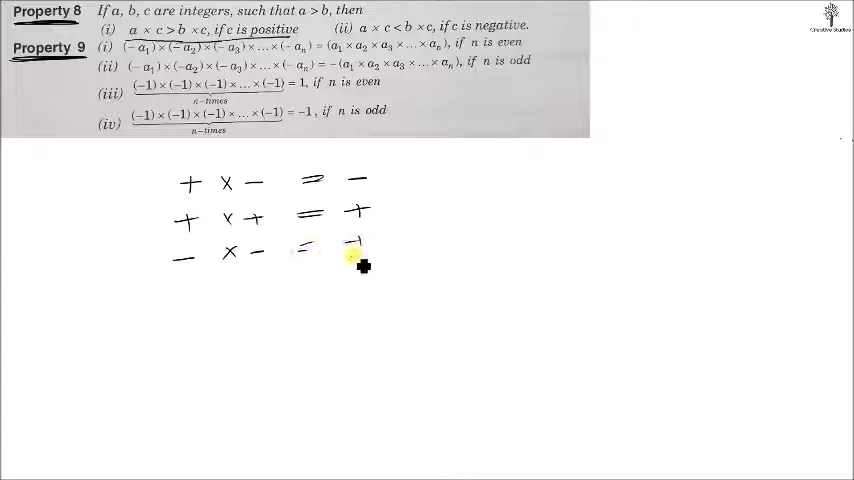 Property 8 If a, b, c are integers, such that a > b, then
(i) a × c > b × c, if c is positive (ii) a × c < b × c, if c is negative.
Property 9 (i) (− a₁) × (− a₂) × (− a₃) × ... × (− aₙ) = (a₁ × a₂ × a₃ × ... × aₙ), if n is even
(ii) (− a₁) × (− a₂) × (− a₃) × ... × (− aₙ) = −(a₁ × a₂ × a₃ × ... × aₙ), if n is odd
(iii) (−1) × (−1) × (−1) × ... × (−1) = 1, if n is even
n–times
(iv) (−1) × (−1) × (−1) × ... × (−1) = −1, if n is odd
n–times
Creative Studies
+ × − = −
+ × + = +
− × − = +